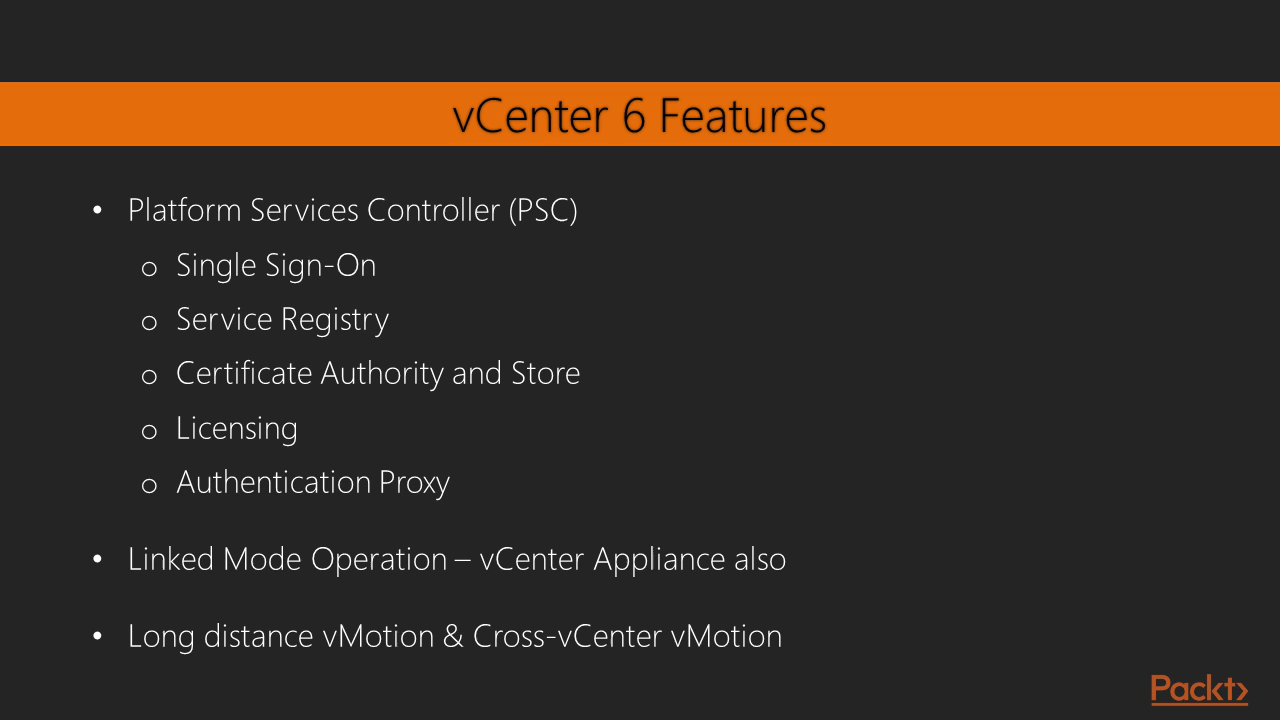 vCenter 6 Features
• Platform Services Controller (PSC)
o Single Sign-On
o Service Registry
o Certificate Authority and Store
o Licensing
o Authentication Proxy
• Linked Mode Operation – vCenter Appliance also
• Long distance vMotion & Cross-vCenter vMotion
Packt>